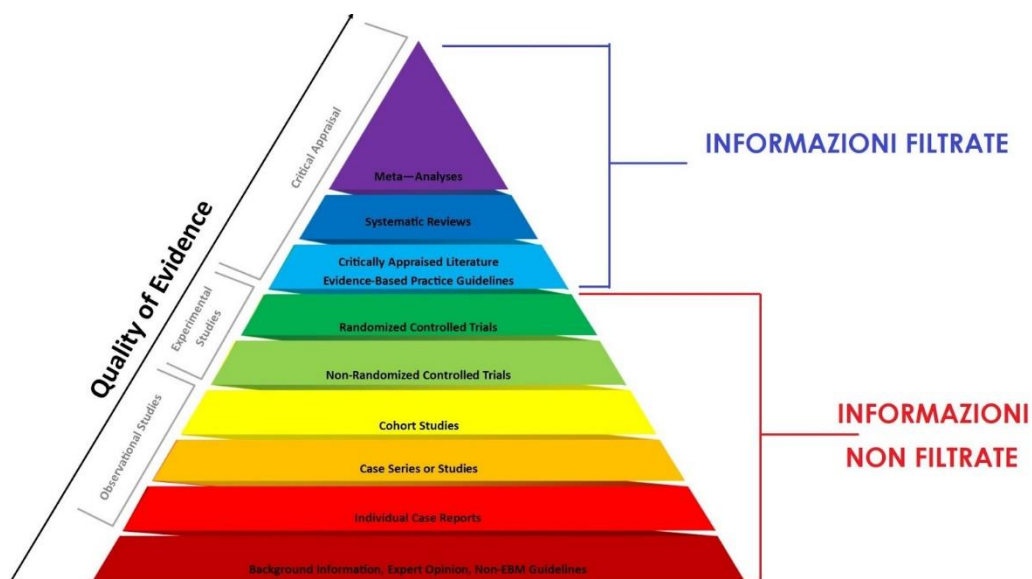 Quality of Evidence
Critical Appraisal
Experimental
Studies
Observational Studies
Meta—Analyses
Systematic Reviews
Critically Appraised Literature
Evidence-Based Practice Guidelines
Randomized Controlled Trials
Non-Randomized Controlled Trials
Cohort Studies
Case Series or Studies
Individual Case Reports
Background Information, Expert Opinion, Non-EBM Guidelines
INFORMAZIONI FILTRATE
INFORMAZIONI
NON FILTRATE